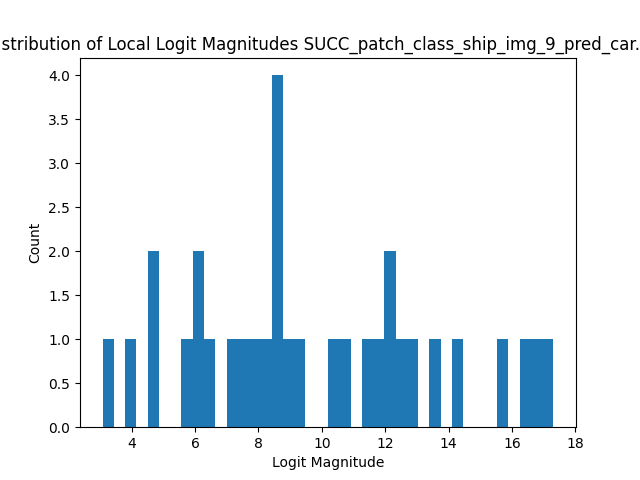 stribution of Local Logit Magnitudes SUCC_patch_class_ship_img_9_pred_car.
4.0
3.5
3.0
2.5
2.0
1.5
1.0
0.5
0.0
Count
4 6 8 10 12 14 16 18
Logit Magnitude